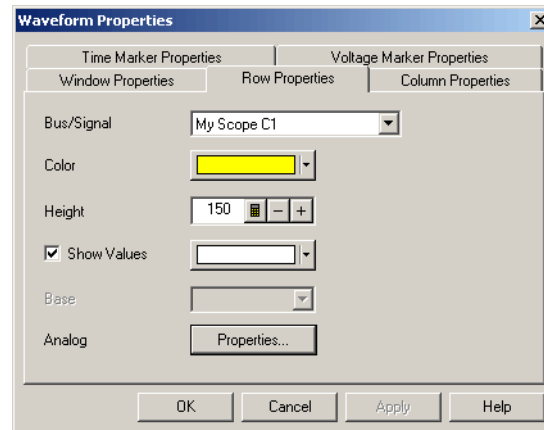 Waveform Properties
Time Marker Properties Voltage Marker Properties
Window Properties Row Properties Column Properties
Bus/Signal My Scope C1
Color
Height 150 - +
Show Values
Base
Analog Properties...
OK Cancel Apply Help